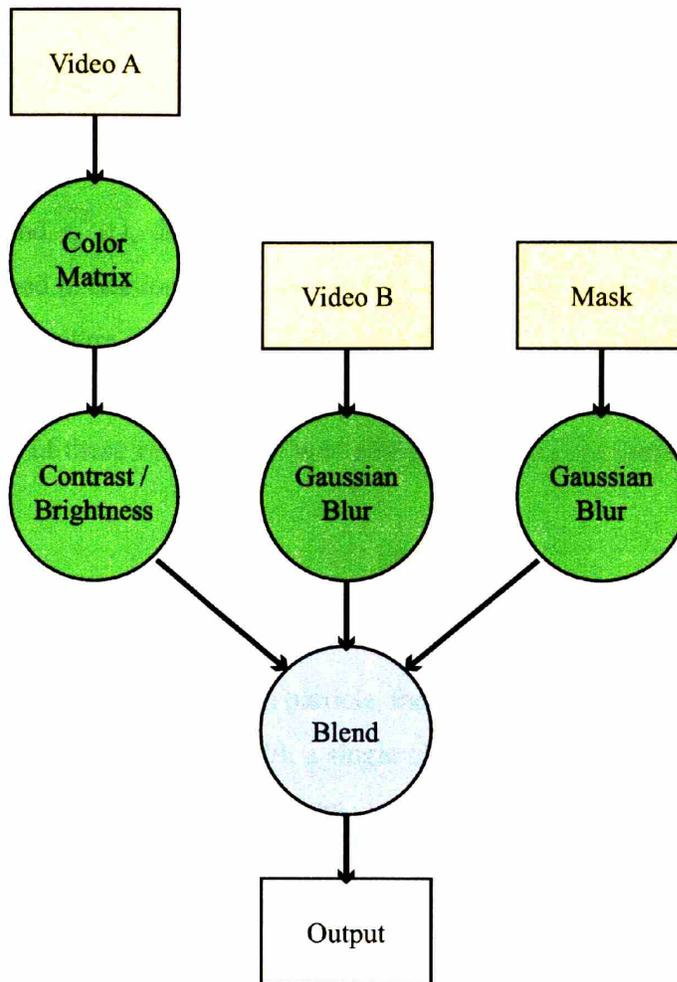 Video A
Color
Matrix
Video B
Mask
Contrast /
Brightness
Gaussian
Blur
Gaussian
Blur
Blend
Output